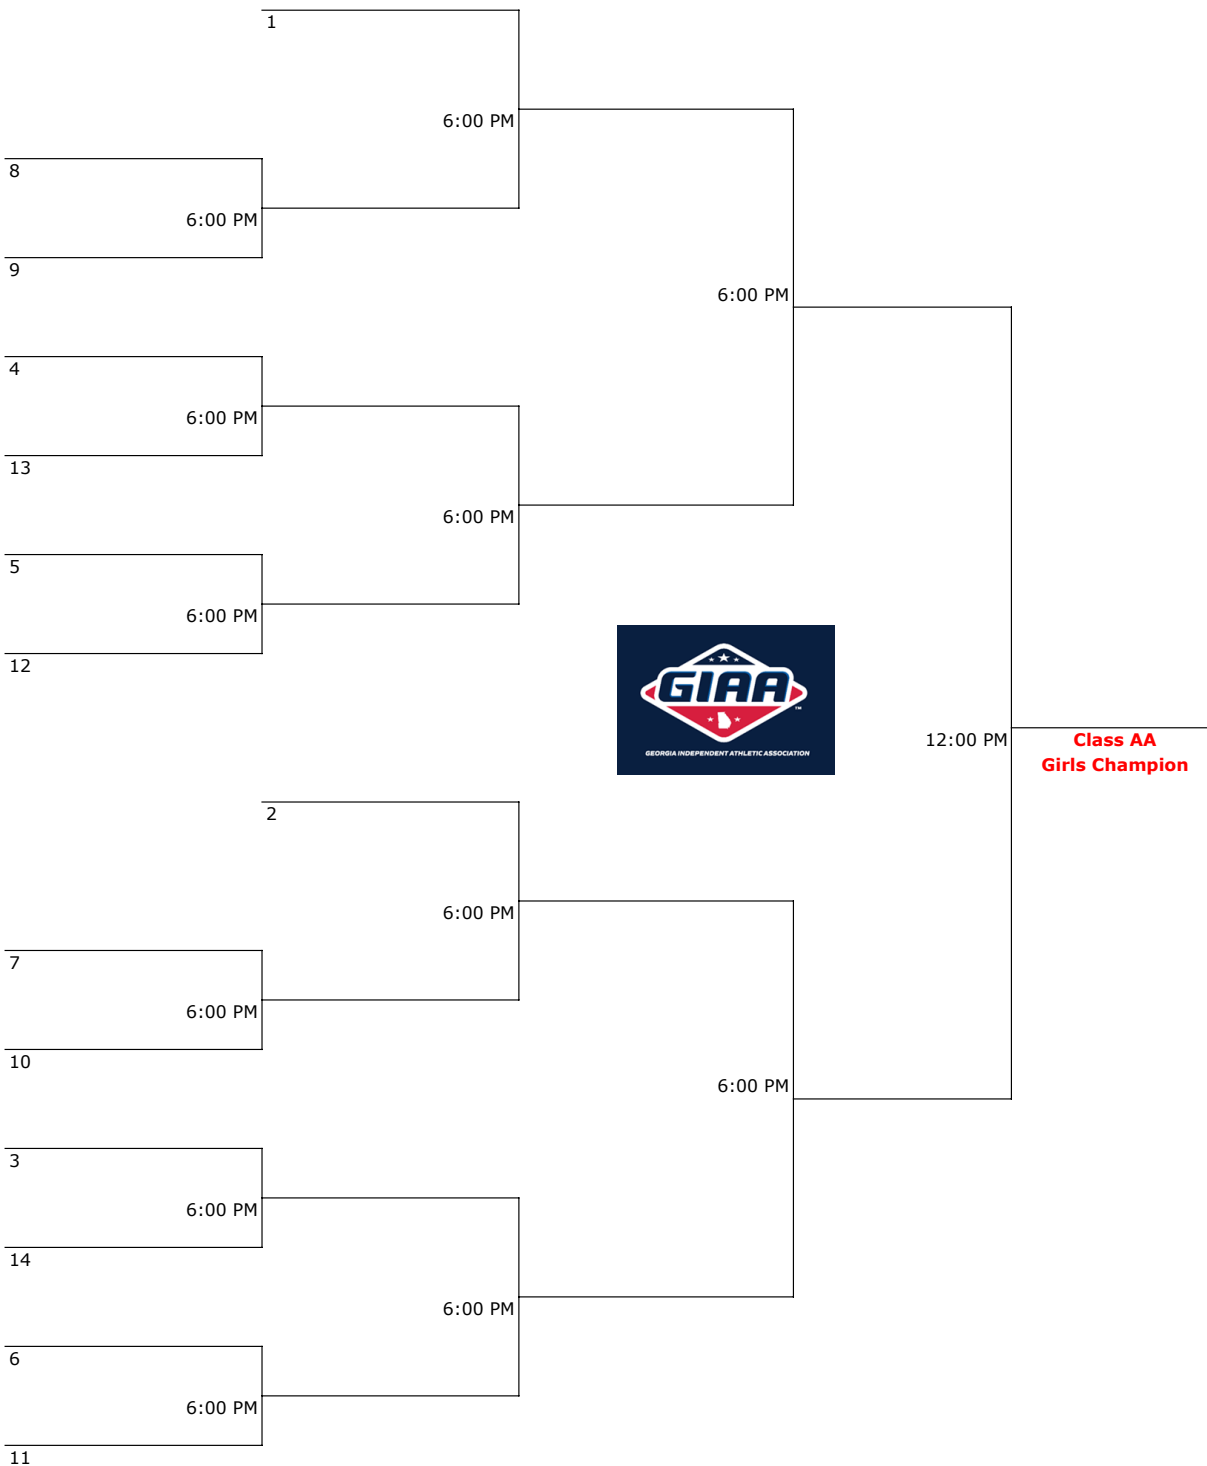 1
6:00 PM
8
6:00 PM
9
6:00 PM
4
6:00 PM
13
6:00 PM
5
6:00 PM
12
GIAA
TM
GEORGIA INDEPENDENT ATHLETIC ASSOCIATION
12:00 PM
Class AA
Girls Champion
2
6:00 PM
7
6:00 PM
10
6:00 PM
3
6:00 PM
14
6:00 PM
6
6:00 PM
11